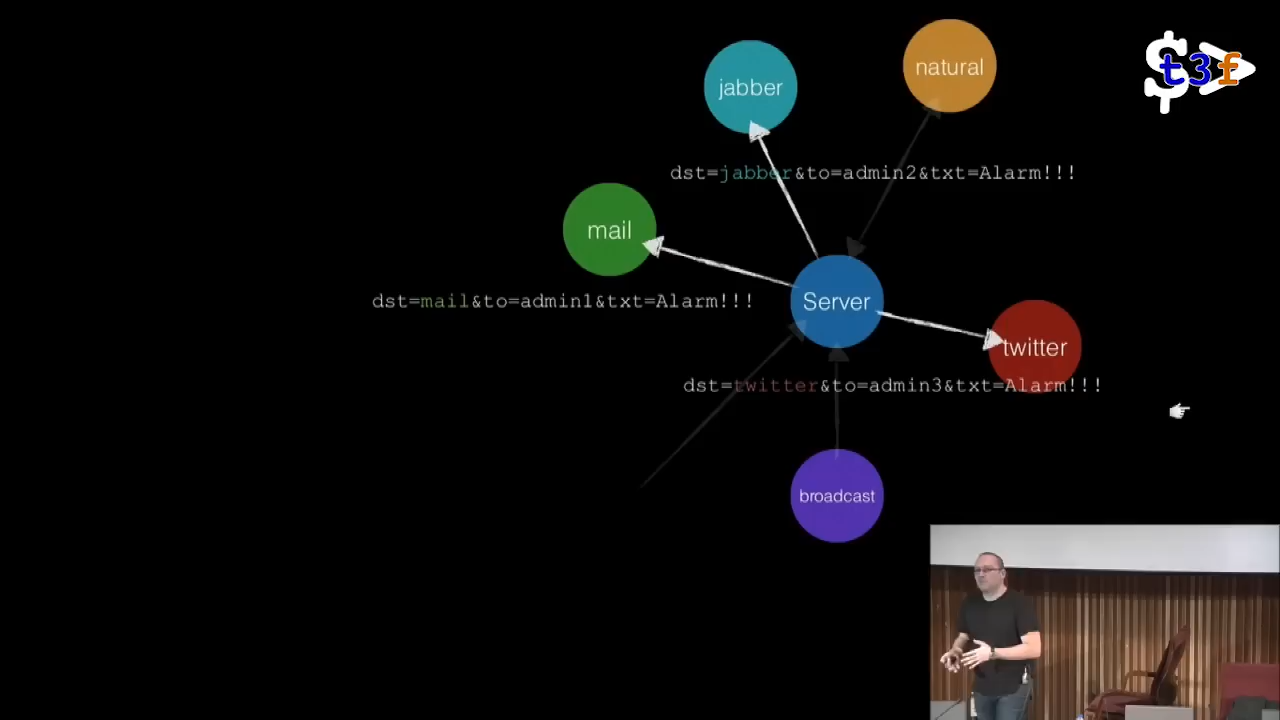 natural
$t3f
jabber
dst=jabber&to=admin2&txt=Alarm!!!
mail
dst=mail&to=admin1&txt=Alarm!!!
Server
twitter
dst=twitter&to=admin3&txt=Alarm!!!
broadcast